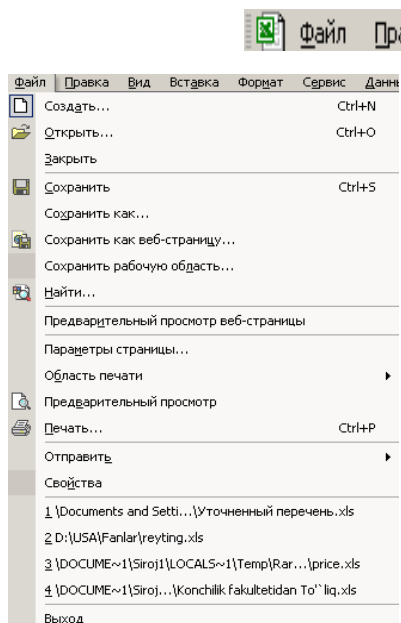 Файл Пра
Файл Правка Вид Вставка Формат Сервис Данн
Создать... Ctrl+N
Открыть... Ctrl+O
Закрыть
Сохранить Ctrl+S
Сохранить как...
Сохранить как веб-страницу...
Сохранить рабочую область...
Найти...
Предварительный просмотр веб-страницы
Параметры страницы...
Область печати
Предварительный просмотр
Печать... Ctrl+P
Отправить
Свойства
1 \Documents and Setti...\Уточненный перечень.xls
2 D:\USA\Fanlar\reyting.xls
3 \DOCUME~1\Siroj1\LOCALS~1\Temp\Rar...\price.xls
4 \DOCUME~1\Siroj...\Konchilik fakultetidan To'`liq.xls
Выход